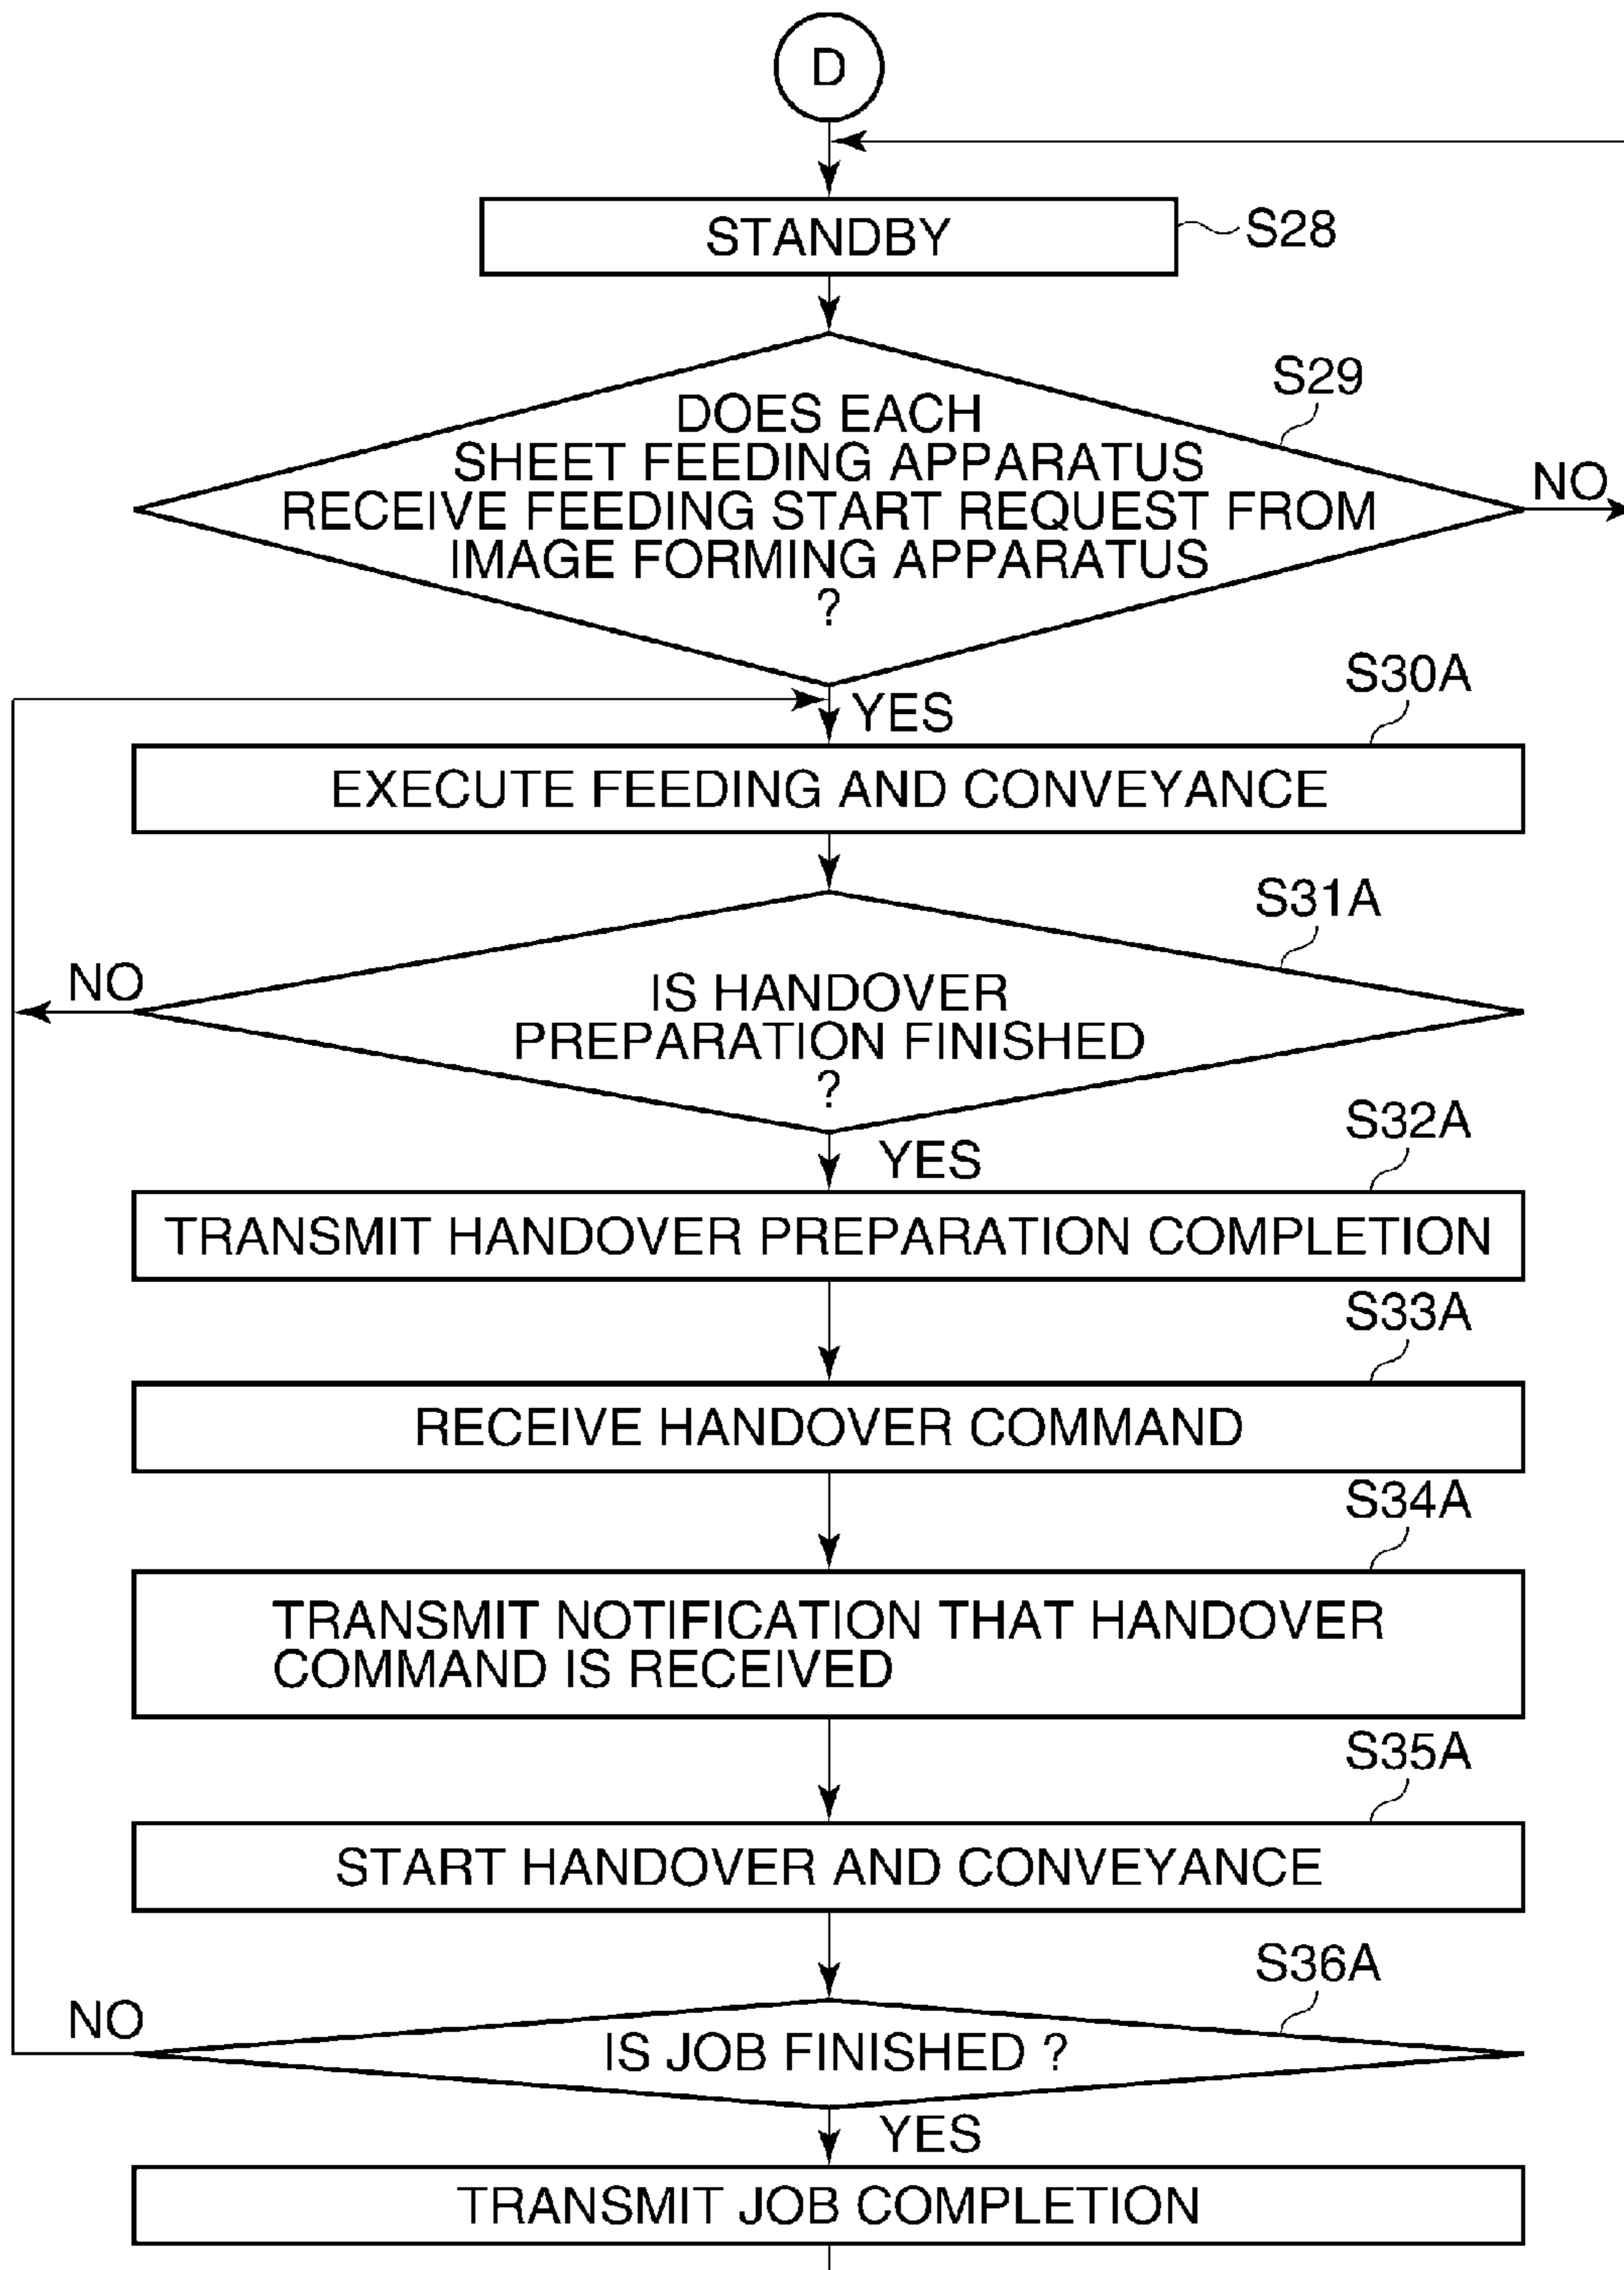 D
STANDBY
S28
S29
DOES EACH
SHEET FEEDING APPARATUS
RECEIVE FEEDING START REQUEST FROM
IMAGE FORMING APPARATUS
?
NO
YES
S30A
EXECUTE FEEDING AND CONVEYANCE
S31A
NO
IS HANDOVER
PREPARATION FINISHED
?
YES
S32A
TRANSMIT HANDOVER PREPARATION COMPLETION
S33A
RECEIVE HANDOVER COMMAND
S34A
TRANSMIT NOTIFICATION THAT HANDOVER
COMMAND IS RECEIVED
S35A
START HANDOVER AND CONVEYANCE
S36A
NO
IS JOB FINISHED ?
YES
TRANSMIT JOB COMPLETION